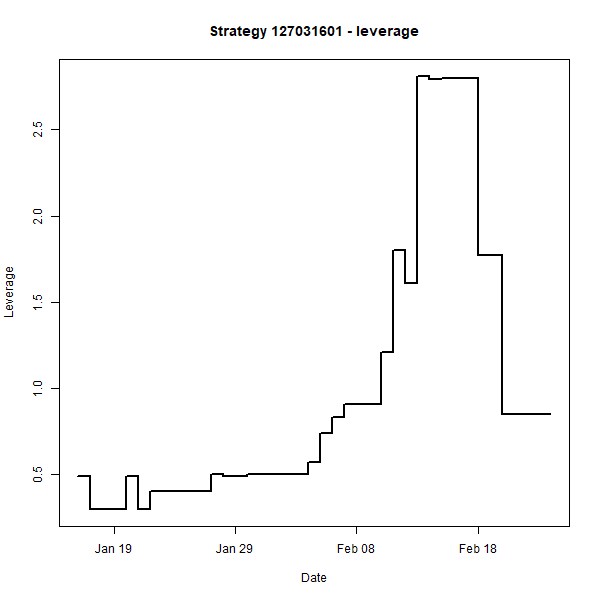 Strategy 127031601 - leverage
Leverage
2.5
2.0
1.5
1.0
0.5
Jan 19 Jan 29 Feb 08 Feb 18
Date